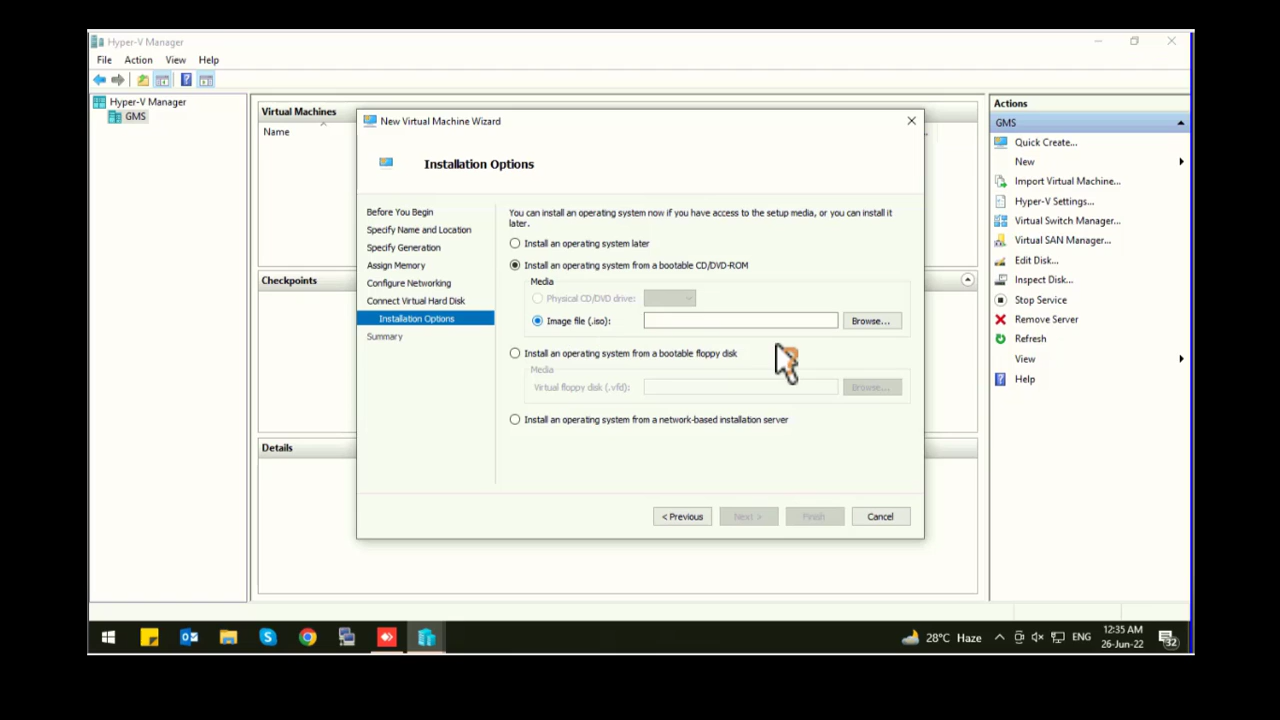 Hyper-V Manager
File Action View Help
Hyper-V Manager
GMS
Virtual Machines
Name
Checkpoints
Details
New Virtual Machine Wizard
Installation Options
Before You Begin
Specify Name and Location
Specify Generation
Assign Memory
Configure Networking
Connect Virtual Hard Disk
Installation Options
Summary
You can install an operating system now if you have access to the setup media, or you can install it
later.
Install an operating system later
Install an operating system from a bootable CD/DVD-ROM
Media
Physical CD/DVD drive:
Image file (.iso): Browse...
Install an operating system from a bootable floppy disk
Media
Virtual floppy disk (.vfd): Browse...
Install an operating system from a network-based installation server
< Previous Next > Finish Cancel
Actions
GMS
Quick Create...
New
Import Virtual Machine...
Hyper-V Settings...
Virtual Switch Manager...
Virtual SAN Manager...
Edit Disk...
Inspect Disk...
Stop Service
Remove Server
Refresh
View
Help
28°C Haze ENG 12:35 AM
26-Jun-22 32